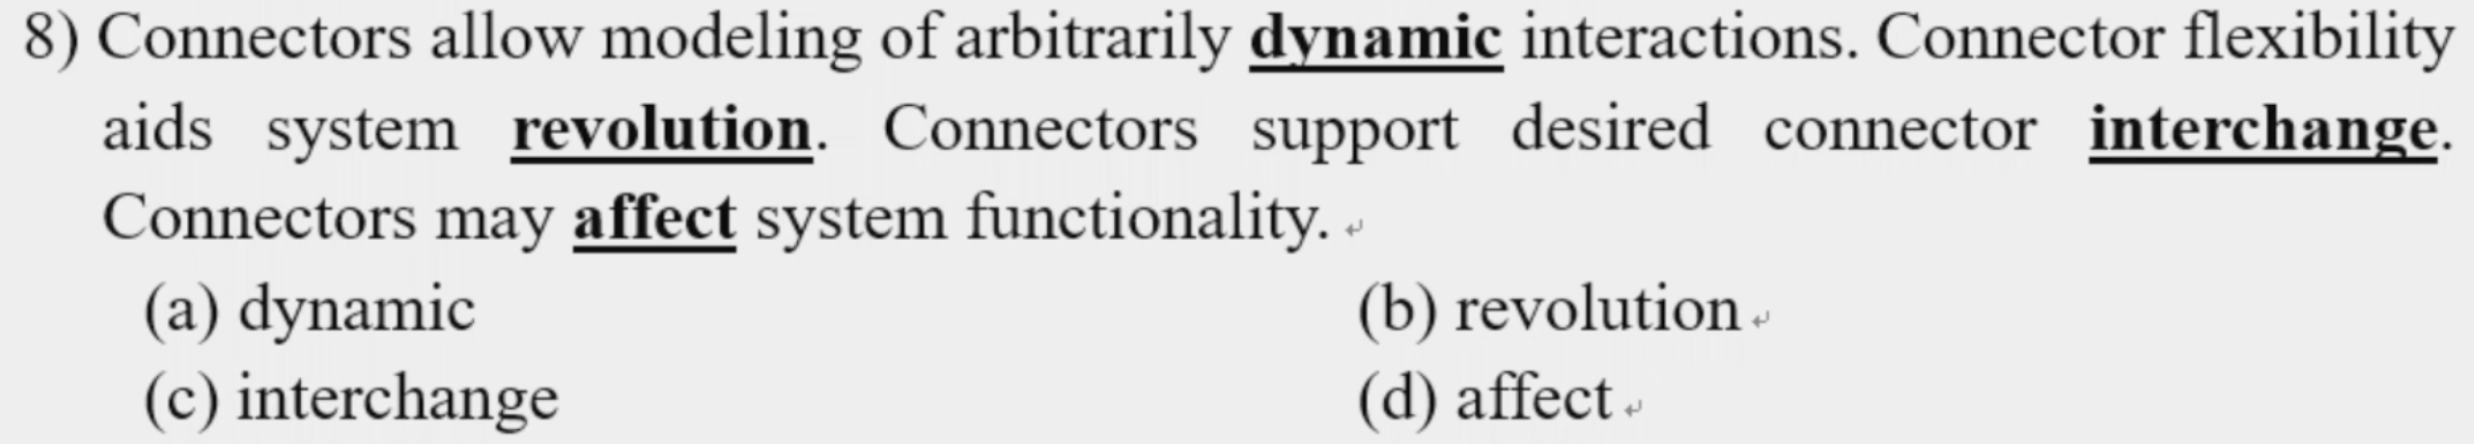 8) Connectors allow modeling of arbitrarily dynamic interactions. Connector flexibility
aids system revolution. Connectors support desired connector interchange.
Connectors may affect system functionality. ↵
(a) dynamic (b) revolution ↵
(c) interchange (d) affect ↵